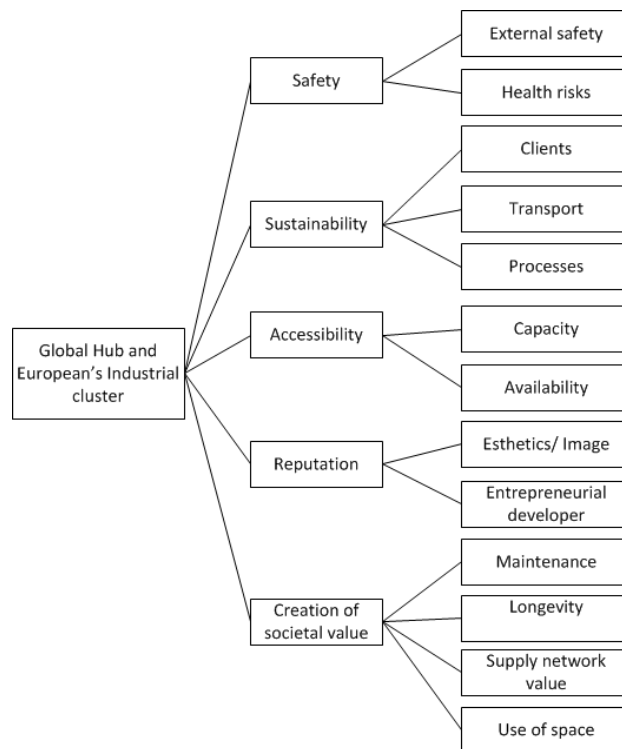 Global Hub and
European's Industrial
cluster
Safety
External safety
Health risks
Sustainability
Clients
Transport
Processes
Accessibility
Capacity
Availability
Reputation
Esthetics/ Image
Entrepreneurial
developer
Creation of
societal value
Maintenance
Longevity
Supply network
value
Use of space